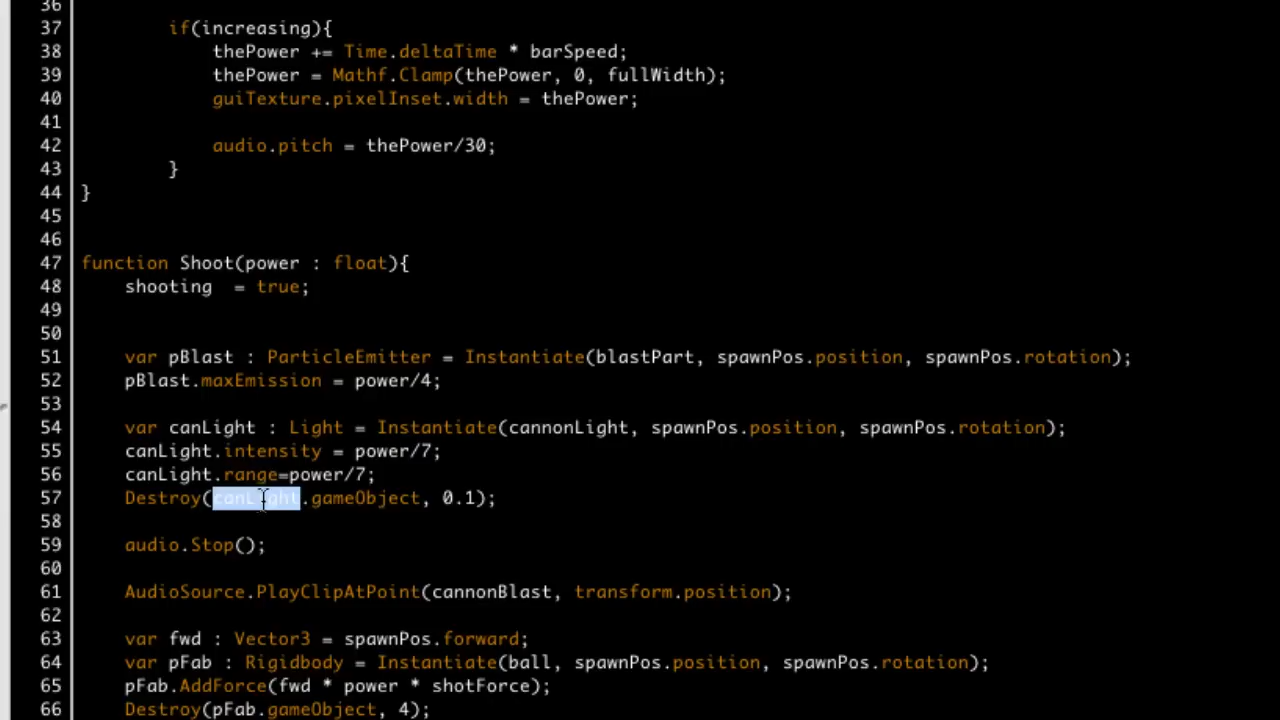 36
37 if(increasing){
38 thePower += Time.deltaTime * barSpeed;
39 thePower = Mathf.Clamp(thePower, 0, fullWidth);
40 guiTexture.pixelInset.width = thePower;
41
42 audio.pitch = thePower/30;
43 }
44 }
45
46
47 function Shoot(power : float){
48 shooting  = true;
49
50
51 var pBlast : ParticleEmitter = Instantiate(blastPart, spawnPos.position, spawnPos.rotation);
52 pBlast.maxEmission = power/4;
53
54 var canLight : Light = Instantiate(cannonLight, spawnPos.position, spawnPos.rotation);
55 canLight.intensity = power/7;
56 canLight.range=power/7;
57 Destroy(canLight.gameObject, 0.1);
58
59 audio.Stop();
60
61 AudioSource.PlayClipAtPoint(cannonBlast, transform.position);
62
63 var fwd : Vector3 = spawnPos.forward;
64 var pFab : Rigidbody = Instantiate(ball, spawnPos.position, spawnPos.rotation);
65 pFab.AddForce(fwd * power * shotForce);
66 Destroy(pFab.gameObject, 4);